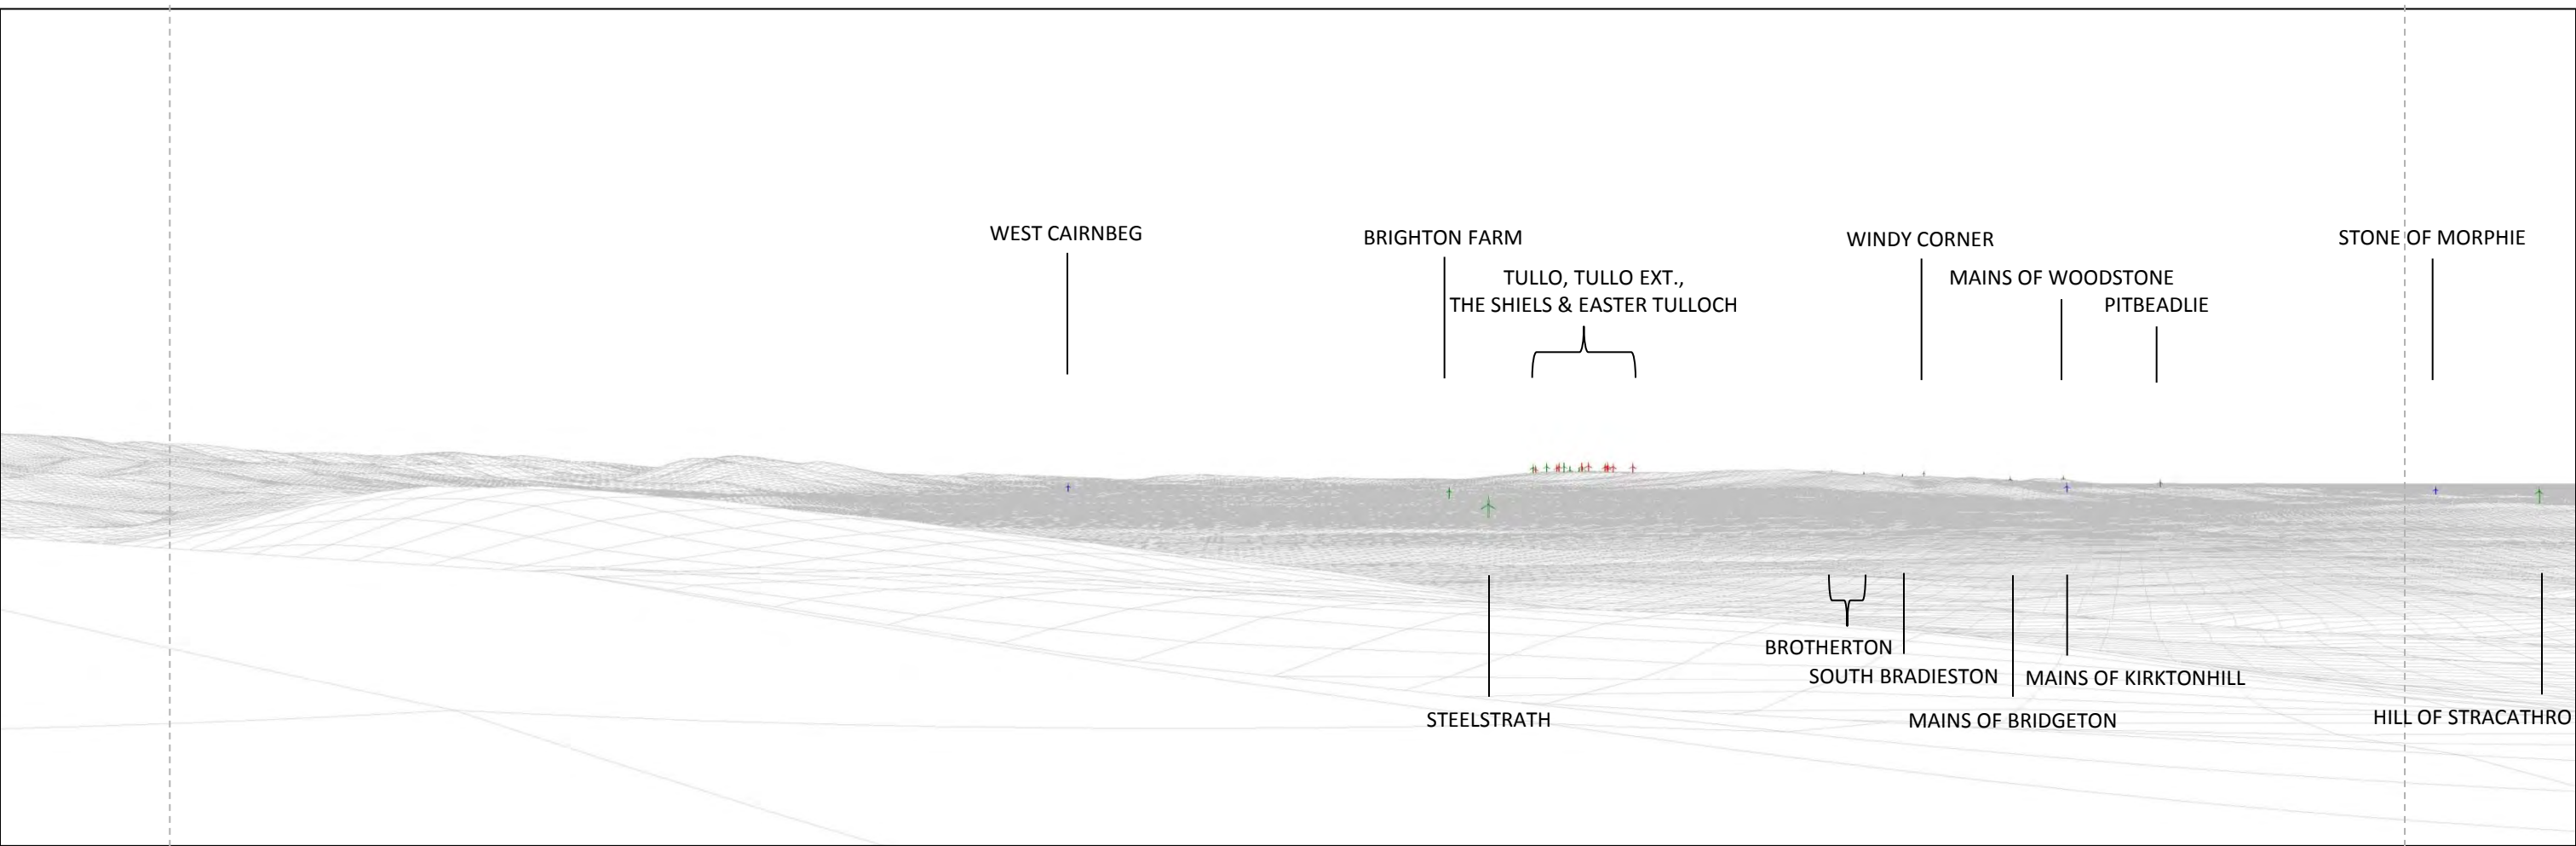 WEST CAIRNBEG
BRIGHTON FARM
WINDY CORNER
STONE OF MORPHIE
TULLO, TULLO EXT.,
THE SHIELS & EASTER TULLOCH
MAINS OF WOODSTONE
PITBEADLIE
BROTHERTON
SOUTH BRADIESTON
MAINS OF KIRKTONHILL
STEELSTRATH
MAINS OF BRIDGETON
HILL OF STRACATHRO